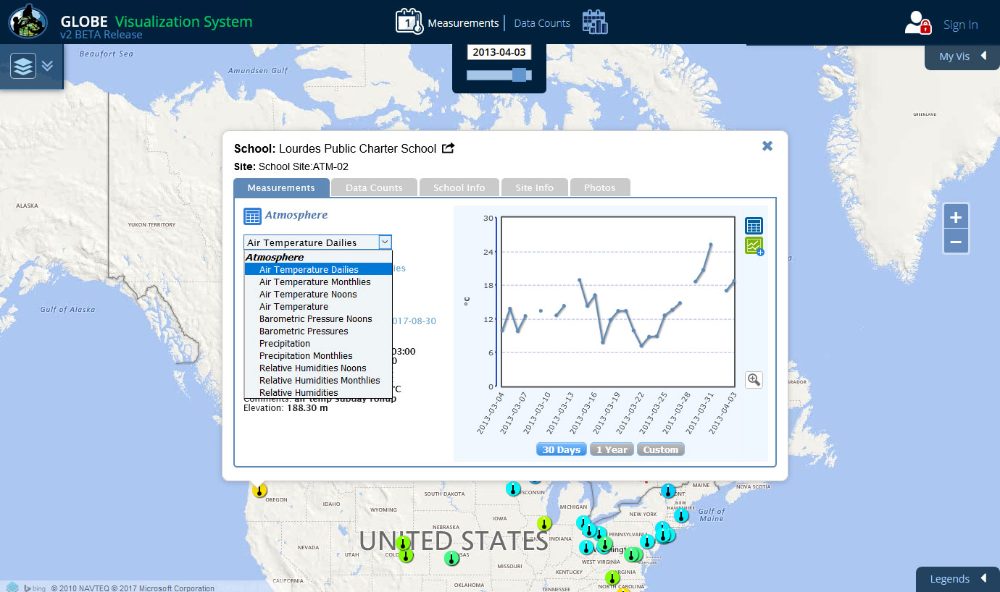 GLOBE Visualization System
v2 BETA Release
1
Measurements
Data Counts
Sign In
2013-04-03
My Vis
Beaufort Sea
Amundsen Gulf
GREENLAND
ALASKA
YUKON TERRITORY
Gulf of Alaska
School: Lourdes Public Charter School
Site: School Site:ATM-02
Measurements
Data Counts
School Info
Site Info
Photos
Atmosphere
Air Temperature Dailies
Atmosphere
Air Temperature Dailies
Air Temperature Monthlies
Air Temperature Noons
Air Temperature
Barometric Pressure Noons
Barometric Pressures
Precipitation
Precipitation Monthlies
Relative Humidities Noons
Relative Humidities Monthlies
Relative Humidities
ies
017-08-30
03:00
0
°C
Comments: air temp subday rollup
Elevation: 188.30 m
30
24
18
12
6
0
°C
2013-03-04
2013-03-07
2013-03-10
2013-03-13
2013-03-16
2013-03-19
2013-03-22
2013-03-25
2013-03-28
2013-03-31
2013-04-03
30 Days
1 Year
Custom
+
−
BRADOR
OREGON
IDAHO
WYOMING
SOUTH DAKOTA
ISCONSIN
MICHIGAN
NEW YORK
MAINE
NOVA SCOTIA
NEW
HAMPSHIRE
Gulf of
Maine
NEBRASKA
IOWA
INDIANA
PENNSYLVANIA
UNITED STATES
NEVADA
UTAH
MISSOURI
WEST VIRGINIA
MARYLAND
KENTUCKY
CALIFORNIA
OKLAHOMA
TENNESSEE
NORTH CAROLINA
Legends
bing © 2010 NAVTEQ © 2017 Microsoft Corporation